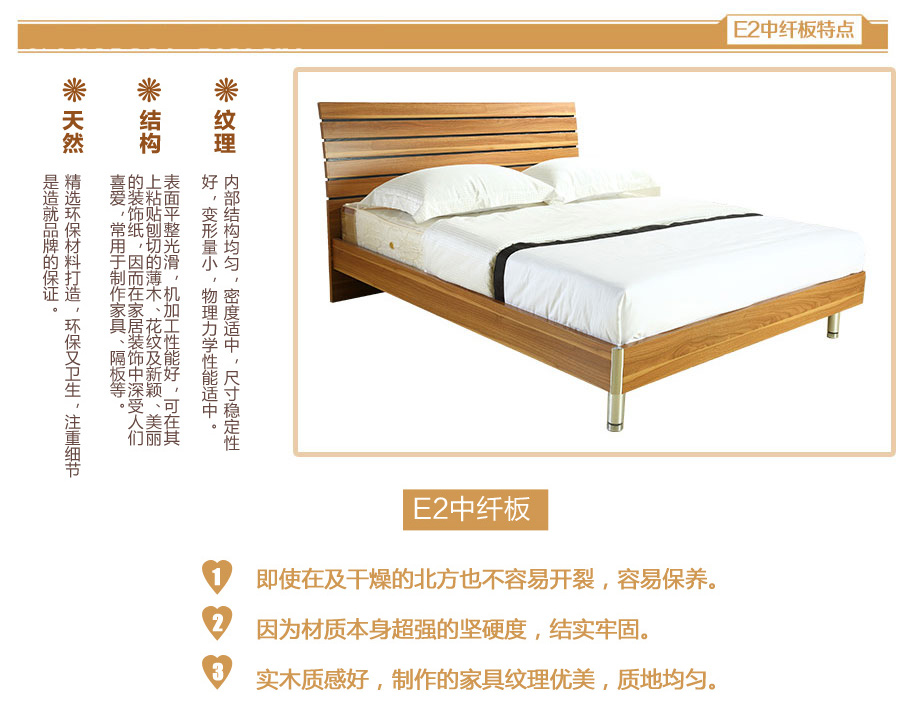 E2中纤板特点
纹理
内部结构均匀，密度适中，尺寸稳定性
好，变形量小，物理力学性能适中。
结构
表面平整光滑，机加工性能好，可在其
上粘贴刨切的薄木、花纹及新颖、美丽
的装饰纸，因而在家居装饰中深受人们
喜爱，常用于制作家具、隔板等。
天然
精选环保材料打造，环保又卫生，注重细节
是造就品牌的保证。
E2中纤板
1 即使在及干燥的北方也不容易开裂，容易保养。
2 因为材质本身超强的坚硬度，结实牢固。
3 实木质感好，制作的家具纹理优美，质地均匀。